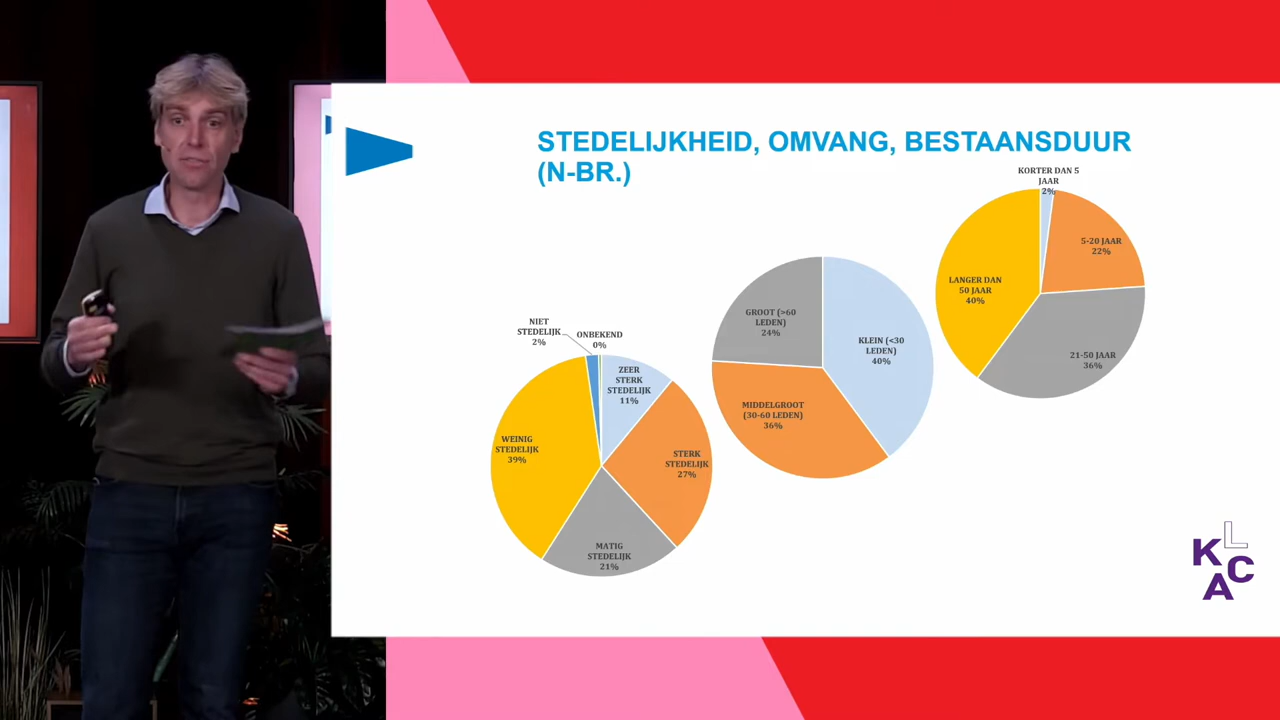 STEDELIJKHEID, OMVANG, BESTAANSDUUR
(N-BR.)
NIET
STEDELIJK
2%
ONBEKEND
0%
ZEER
STERK
STEDELIJK
11%
STERK
STEDELIJK
27%
MATIG
STEDELIJK
21%
WEINIG
STEDELIJK
39%
GROOT (>60
LEDEN)
24%
KLEIN (<30
LEDEN)
40%
MIDDELGROOT
(30-60 LEDEN)
36%
KORTER DAN 5
JAAR
2%
5-20 JAAR
22%
21-50 JAAR
36%
LANGER DAN
50 JAAR
40%
L
K
C
A